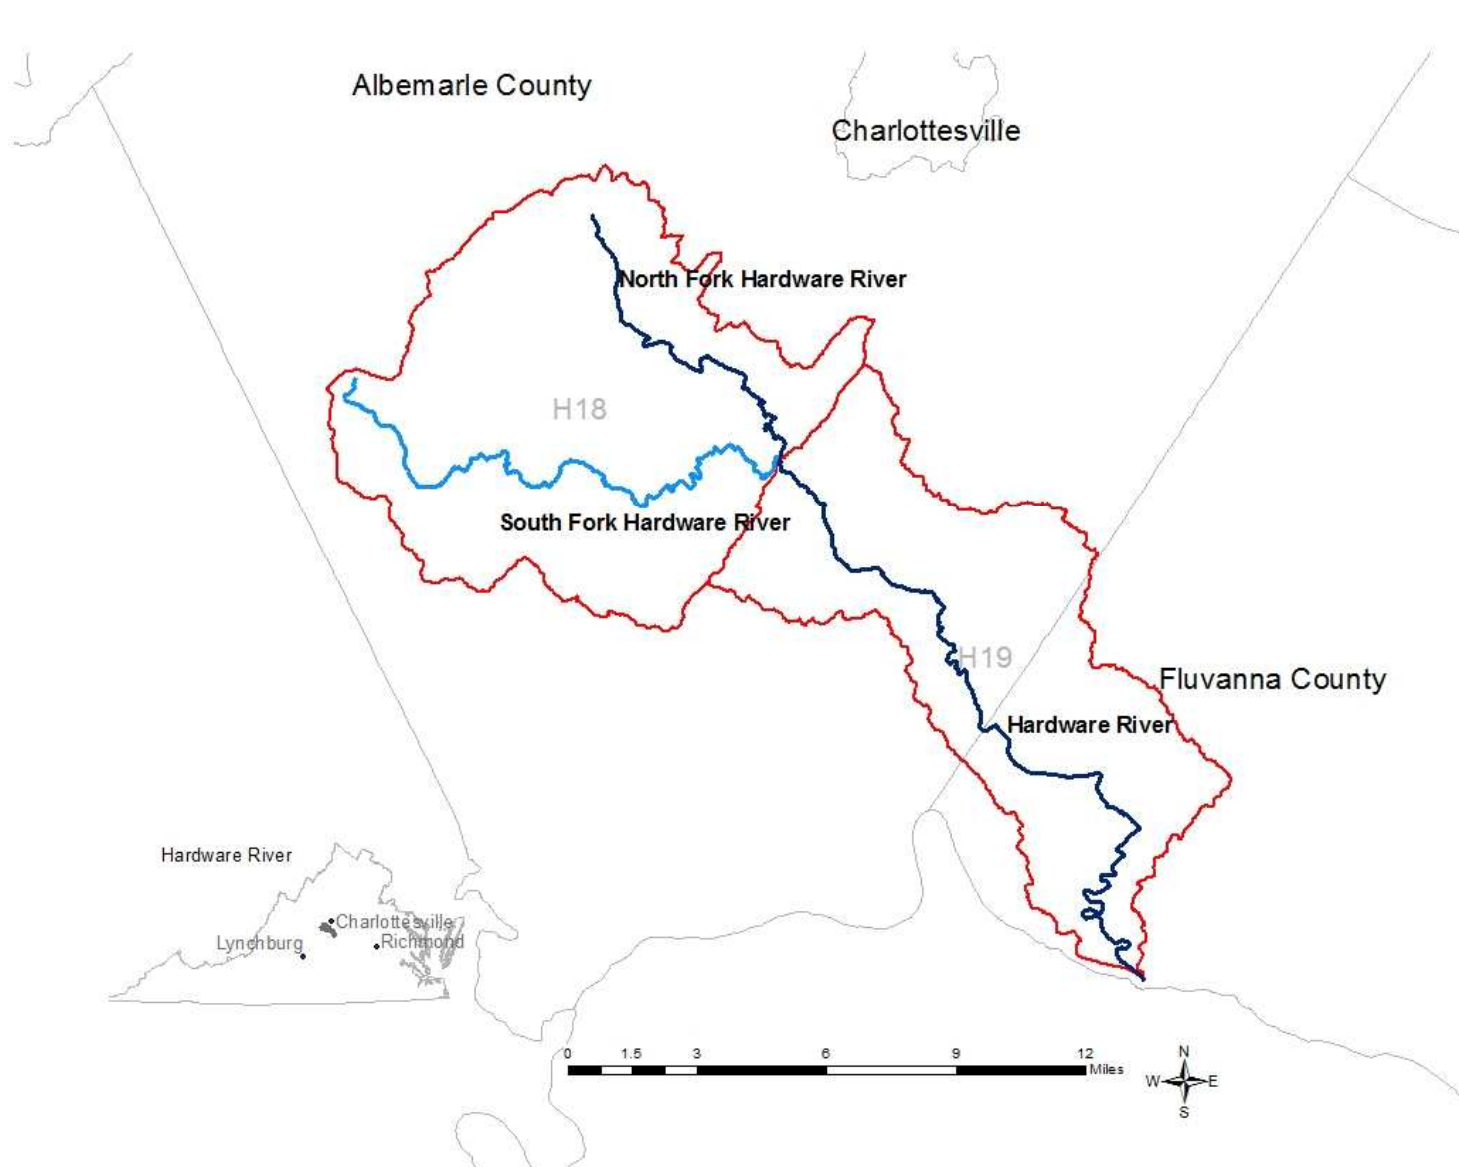 Albemarle County
Charlottesville
North Fork Hardware River
H18
South Fork Hardware River
H19
Fluvanna County
Hardware River
Hardware River
Charlottesville
Lynchburg
Richmond
0 1.5 3 6 9 12
Miles
N
W E
S